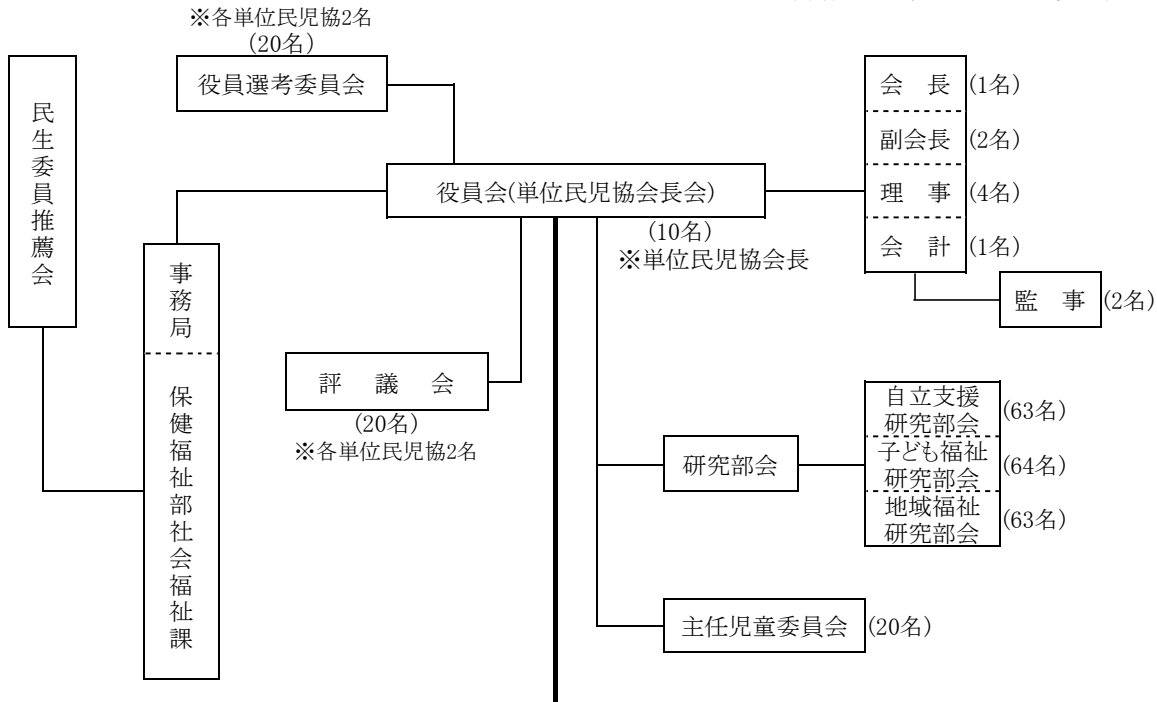 ※各単位民児協2名
(20名)
役員選考委員会
民生委員推薦会
会　長 (1名)
副会長 (2名)
理　事 (4名)
会　計 (1名)
監　事 (2名)
役員会(単位民児協会長会)
(10名)
※単位民児協会長
事務局
保健福祉部社会福祉課
評　議　会
(20名)
※各単位民児協2名
研究部会
自立支援
研究部会
(63名)
子ども福祉
研究部会
(64名)
地域福祉
研究部会
(63名)
主任児童委員会 (20名)